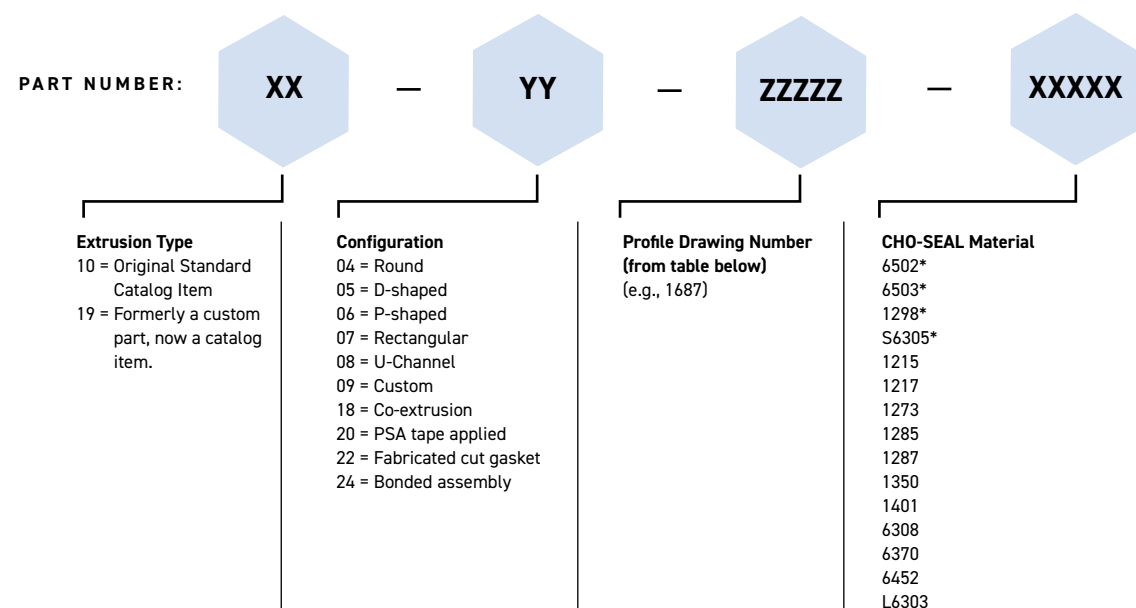 PART NUMBER:
XX — YY — ZZZZZ — XXXXX
Extrusion Type
10 = Original Standard
Catalog Item
19 = Formerly a custom
part, now a catalog
item.
Configuration
04 = Round
05 = D-shaped
06 = P-shaped
07 = Rectangular
08 = U-Channel
09 = Custom
18 = Co-extrusion
20 = PSA tape applied
22 = Fabricated cut gasket
24 = Bonded assembly
Profile Drawing Number
(from table below)
(e.g., 1687)
CHO-SEAL Material
6502*
6503*
1298*
S6305*
1215
1217
1273
1285
1287
1350
1401
6308
6370
6452
L6303